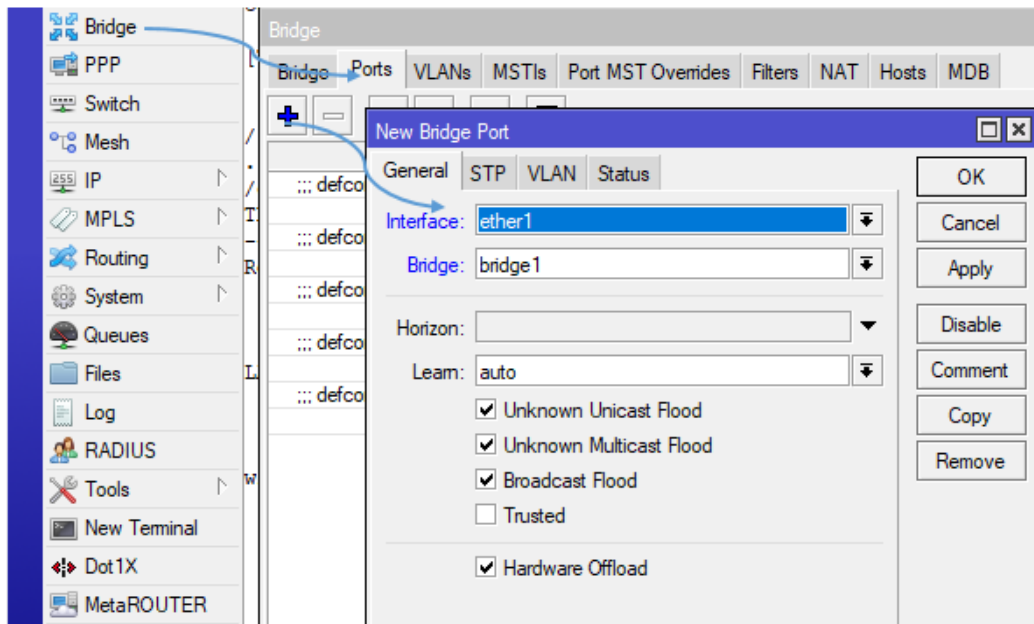 Bridge
PPP
Switch
Mesh
IP
MPLS
Routing
System
Queues
Files
Log
RADIUS
Tools
New Terminal
Dot1X
MetaROUTER
Bridge
Bridge Ports VLANs MSTIs Port MST Overrides Filters NAT Hosts MDB
;;; defco
;;; defco
;;; defco
;;; defco
;;; defco
New Bridge Port
General STP VLAN Status
Interface: ether1
Bridge: bridge1
Horizon:
Learn: auto
Unknown Unicast Flood
Unknown Multicast Flood
Broadcast Flood
Trusted
Hardware Offload
OK
Cancel
Apply
Disable
Comment
Copy
Remove